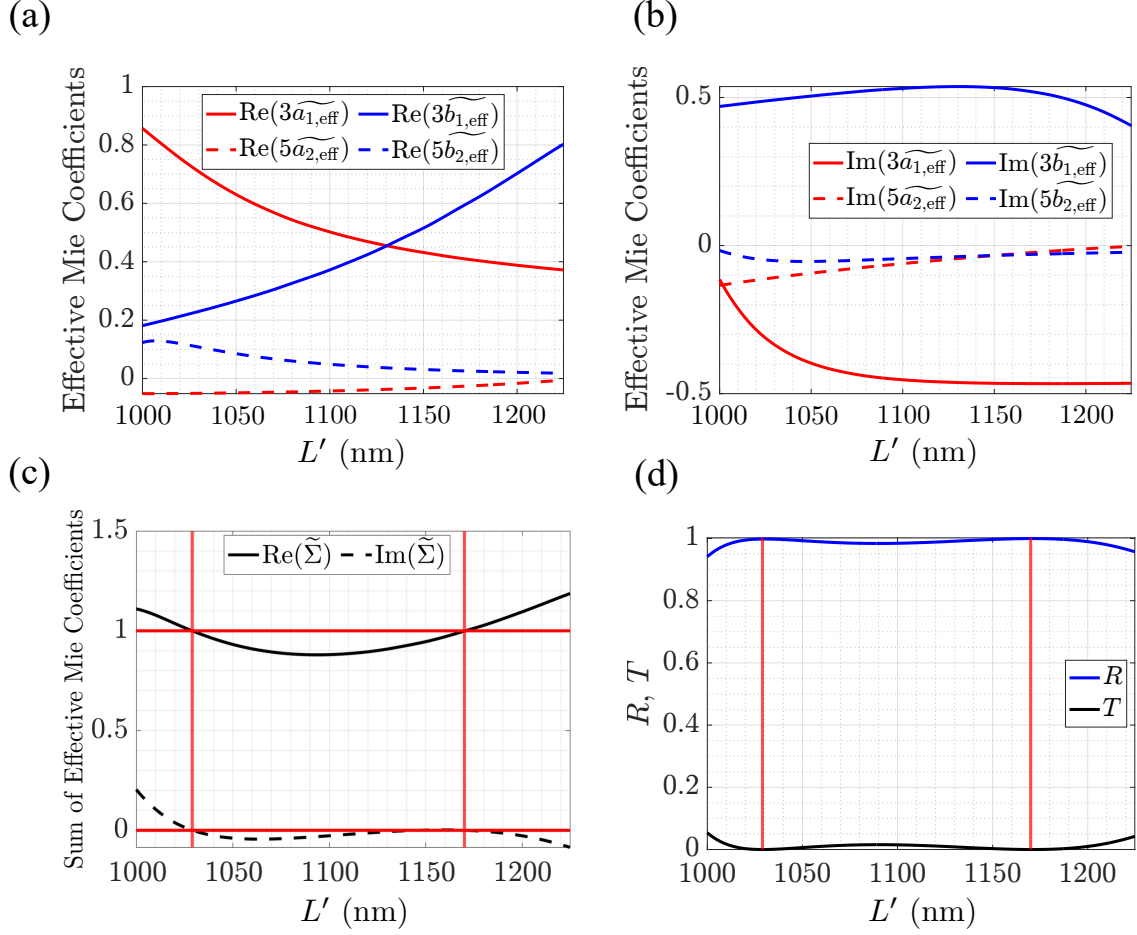 (a)
Effective Mie Coefficients
1
0.8
0.6
0.4
0.2
0
Re(3ã₁,eff) Re(3b̃₁,eff)
Re(5ã₂,eff) Re(5b̃₂,eff)
1000 1050 1100 1150 1200
L′ (nm)
(b)
Effective Mie Coefficients
0.5
0
-0.5
Im(3ã₁,eff) Im(3b̃₁,eff)
Im(5ã₂,eff) Im(5b̃₂,eff)
1000 1050 1100 1150 1200
L′ (nm)
(c)
Sum of Effective Mie Coefficients
1.5
1
0.5
0
Re(Σ̃) Im(Σ̃)
1000 1050 1100 1150 1200
L′ (nm)
(d)
R, T
1
0.8
0.6
0.4
0.2
0
R
T
1000 1050 1100 1150 1200
L′ (nm)